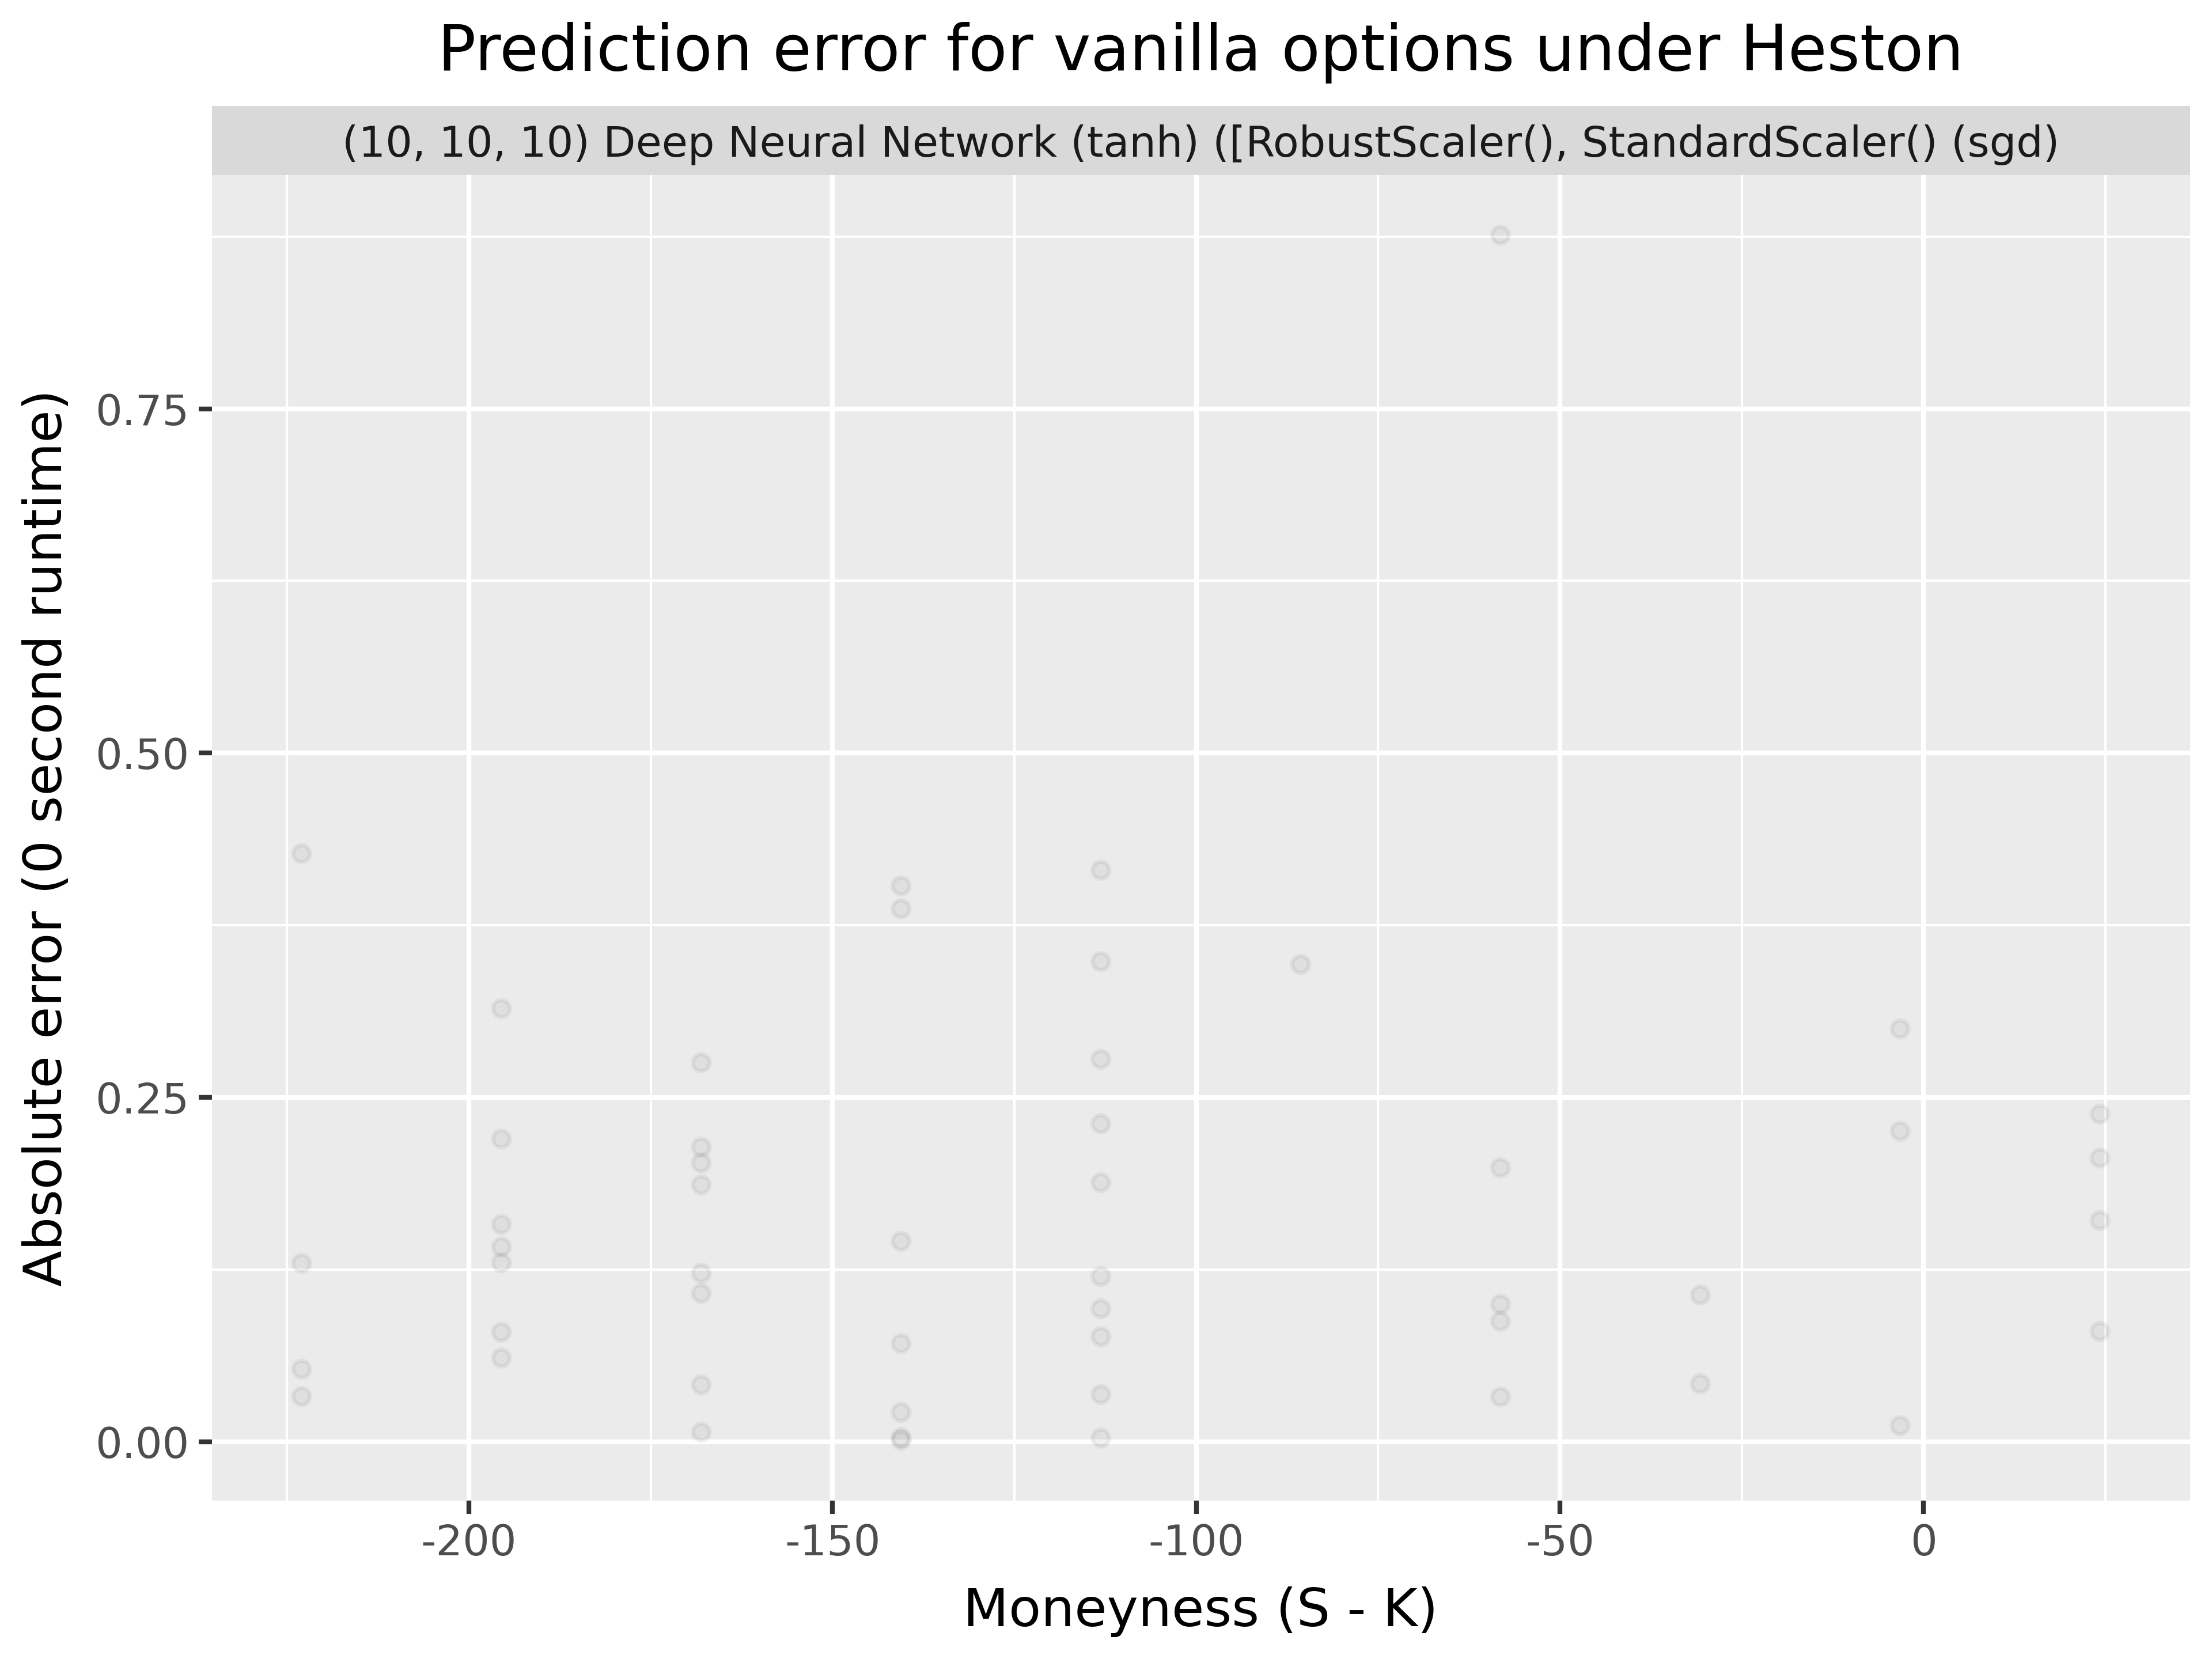 Prediction error for vanilla options under Heston
(10, 10, 10) Deep Neural Network (tanh) ([RobustScaler(), StandardScaler() (sgd)
Absolute error (0 second runtime)
0.75
0.50
0.25
0.00
-200
-150
-100
-50
0
Moneyness (S - K)